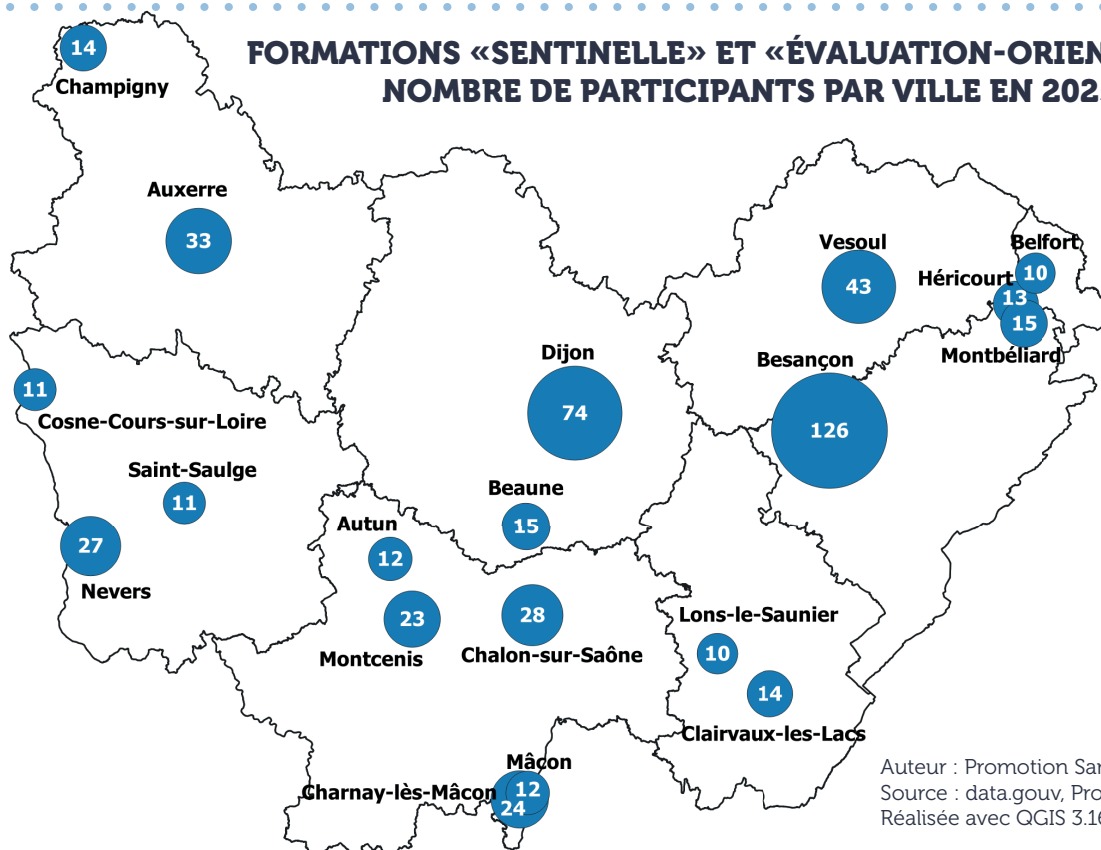 FORMATIONS «SENTINELLE» ET «ÉVALUATION-ORIEN
NOMBRE DE PARTICIPANTS PAR VILLE EN 202
14
Champigny
Auxerre
33
Vesoul
43
Belfort
10
Héricourt
13
15
Montbéliard
Dijon
74
Besançon
126
11
Cosne-Cours-sur-Loire
Saint-Saulge
11
27
Nevers
Beaune
15
Autun
12
23
Montcenis
28
Chalon-sur-Saône
Lons-le-Saunier
10
14
Clairvaux-les-Lacs
Mâcon
12
Charnay-lès-Mâcon
24
Auteur : Promotion San
Source : data.gouv, Pro
Réalisée avec QGIS 3.16